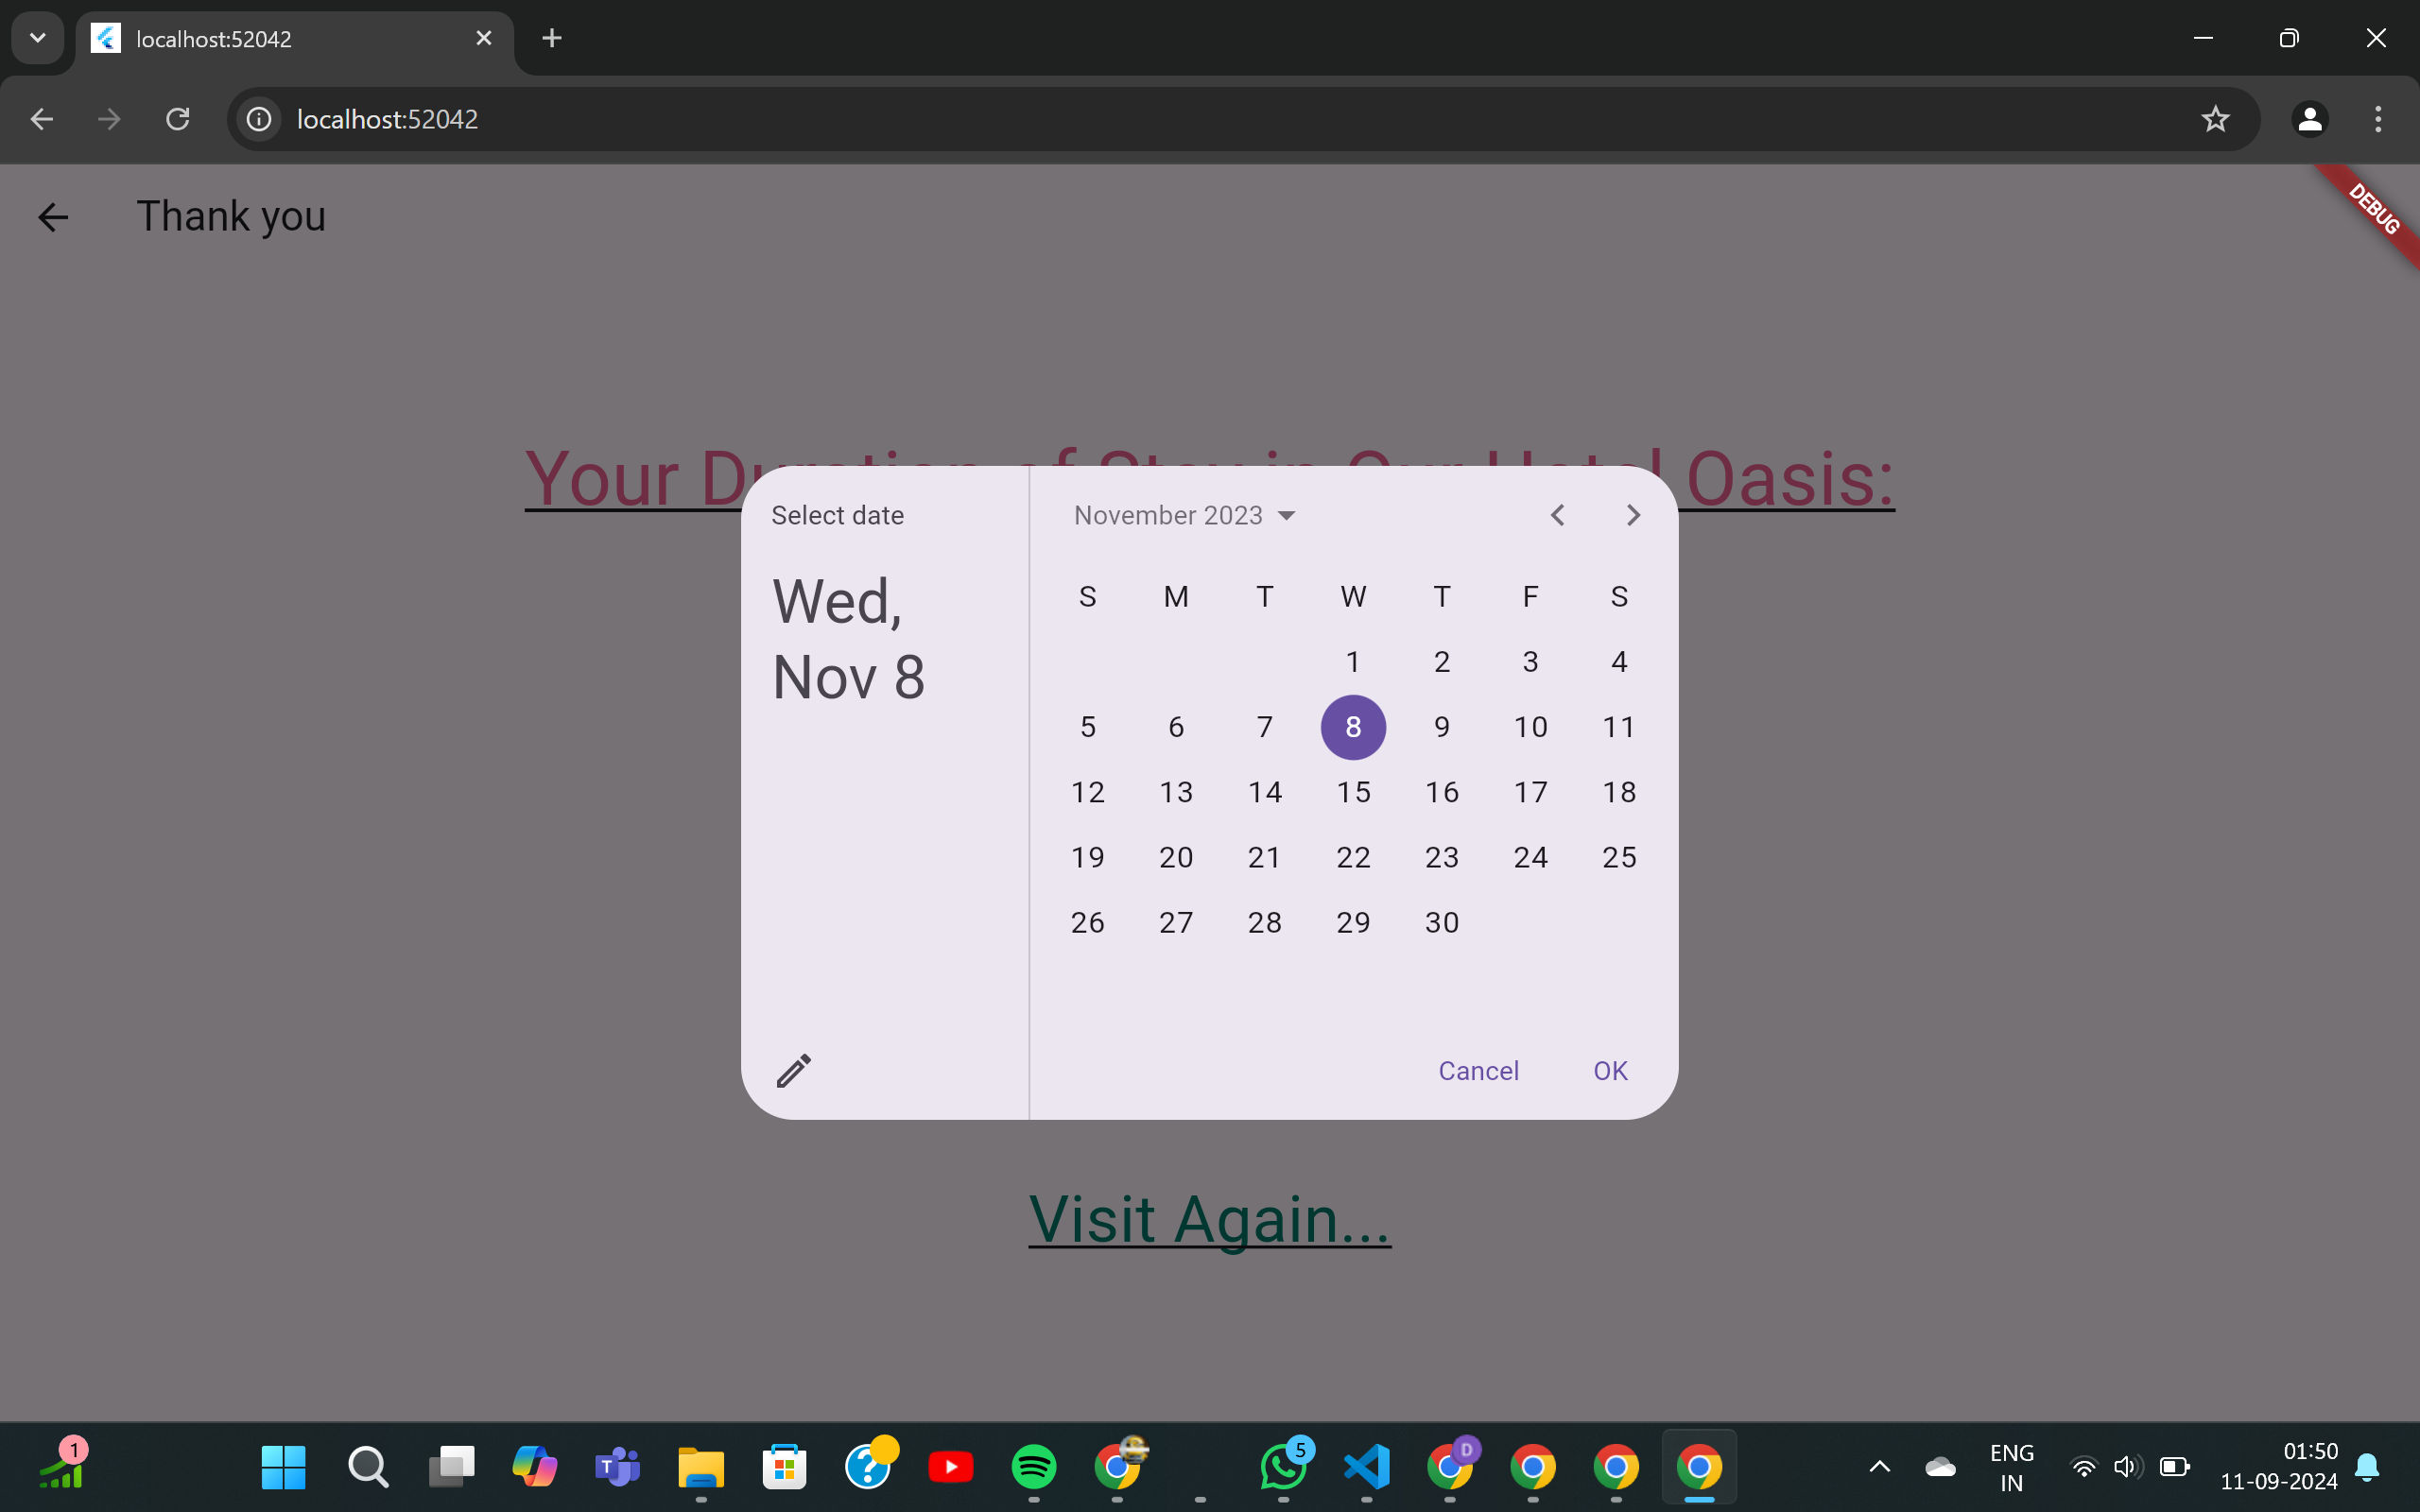 localhost:52042
localhost:52042
Thank you
DEBUG
Your D Oasis:
Select date
November 2023
Wed,
Nov 8
S M T W T F S
1 2 3 4
5 6 7 8 9 10 11
12 13 14 15 16 17 18
19 20 21 22 23 24 25
26 27 28 29 30
Cancel OK
Visit Again...
1
T
?
5
D
ENG
IN
01:50
11-09-2024